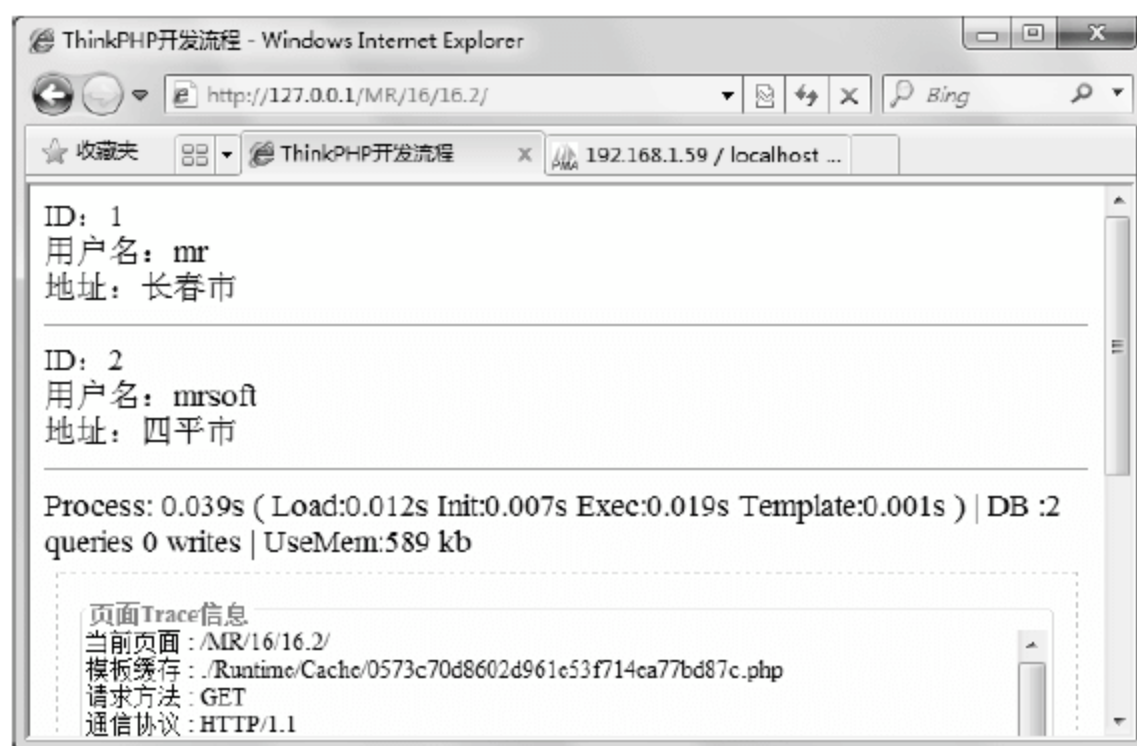 ThinkPHP开发流程 - Windows Internet Explorer
http://127.0.0.1/MR/16/16.2/
Bing
收藏夹
ThinkPHP开发流程
192.168.1.59 / localhost ...
ID：1
用户名：mr
地址：长春市
ID：2
用户名：mrsoft
地址：四平市
Process: 0.039s ( Load:0.012s Init:0.007s Exec:0.019s Template:0.001s ) | DB :2
queries 0 writes | UseMem:589 kb
页面Trace信息
当前页面 : /MR/16/16.2/
模板缓存 : ./Runtime/Cache/0573c70d8602d961e53f714ea77bd87c.php
请求方法 : GET
通信协议 : HTTP/1.1